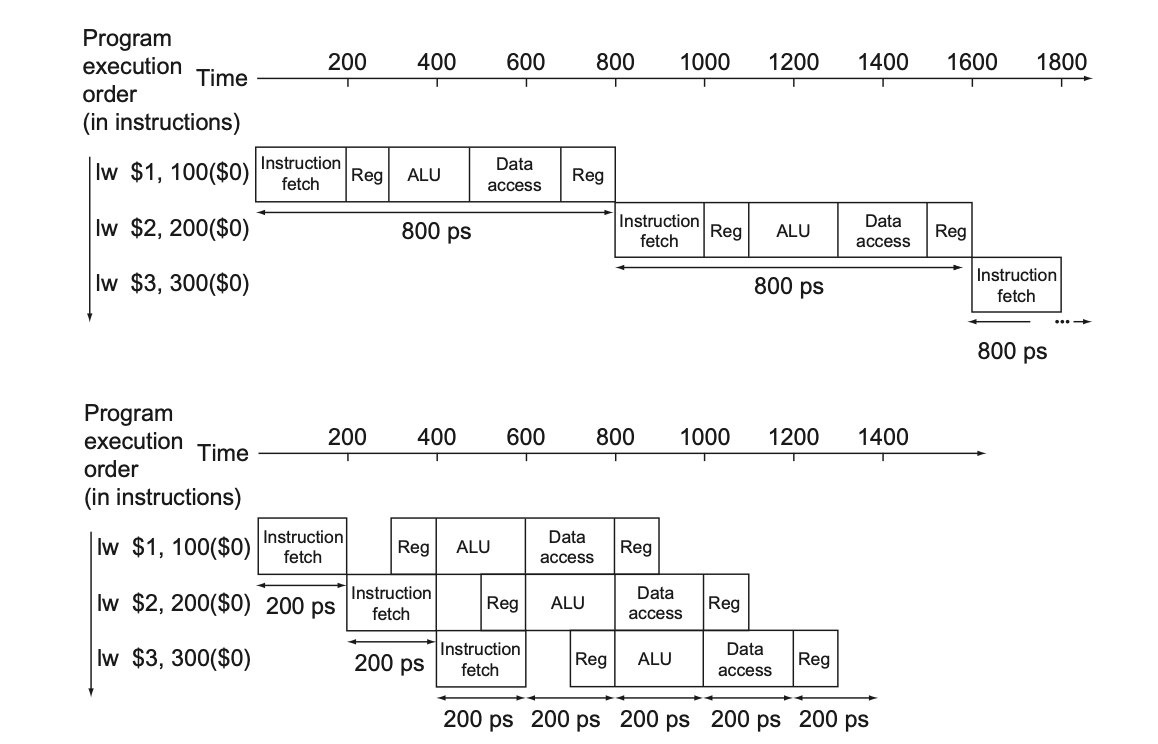 Program
execution
order
(in instructions)
Time
200 400 600 800 1000 1200 1400 1600 1800
lw $1, 100($0)
Instruction
fetch
Reg
ALU
Data
access
Reg
800 ps
lw $2, 200($0)
Instruction
fetch
Reg
ALU
Data
access
Reg
800 ps
lw $3, 300($0)
Instruction
fetch
...
800 ps
Program
execution
order
(in instructions)
Time
200 400 600 800 1000 1200 1400
lw $1, 100($0)
Instruction
fetch
Reg
ALU
Data
access
Reg
200 ps
lw $2, 200($0)
Instruction
fetch
Reg
ALU
Data
access
Reg
200 ps
lw $3, 300($0)
Instruction
fetch
Reg
ALU
Data
access
Reg
200 ps 200 ps 200 ps 200 ps 200 ps